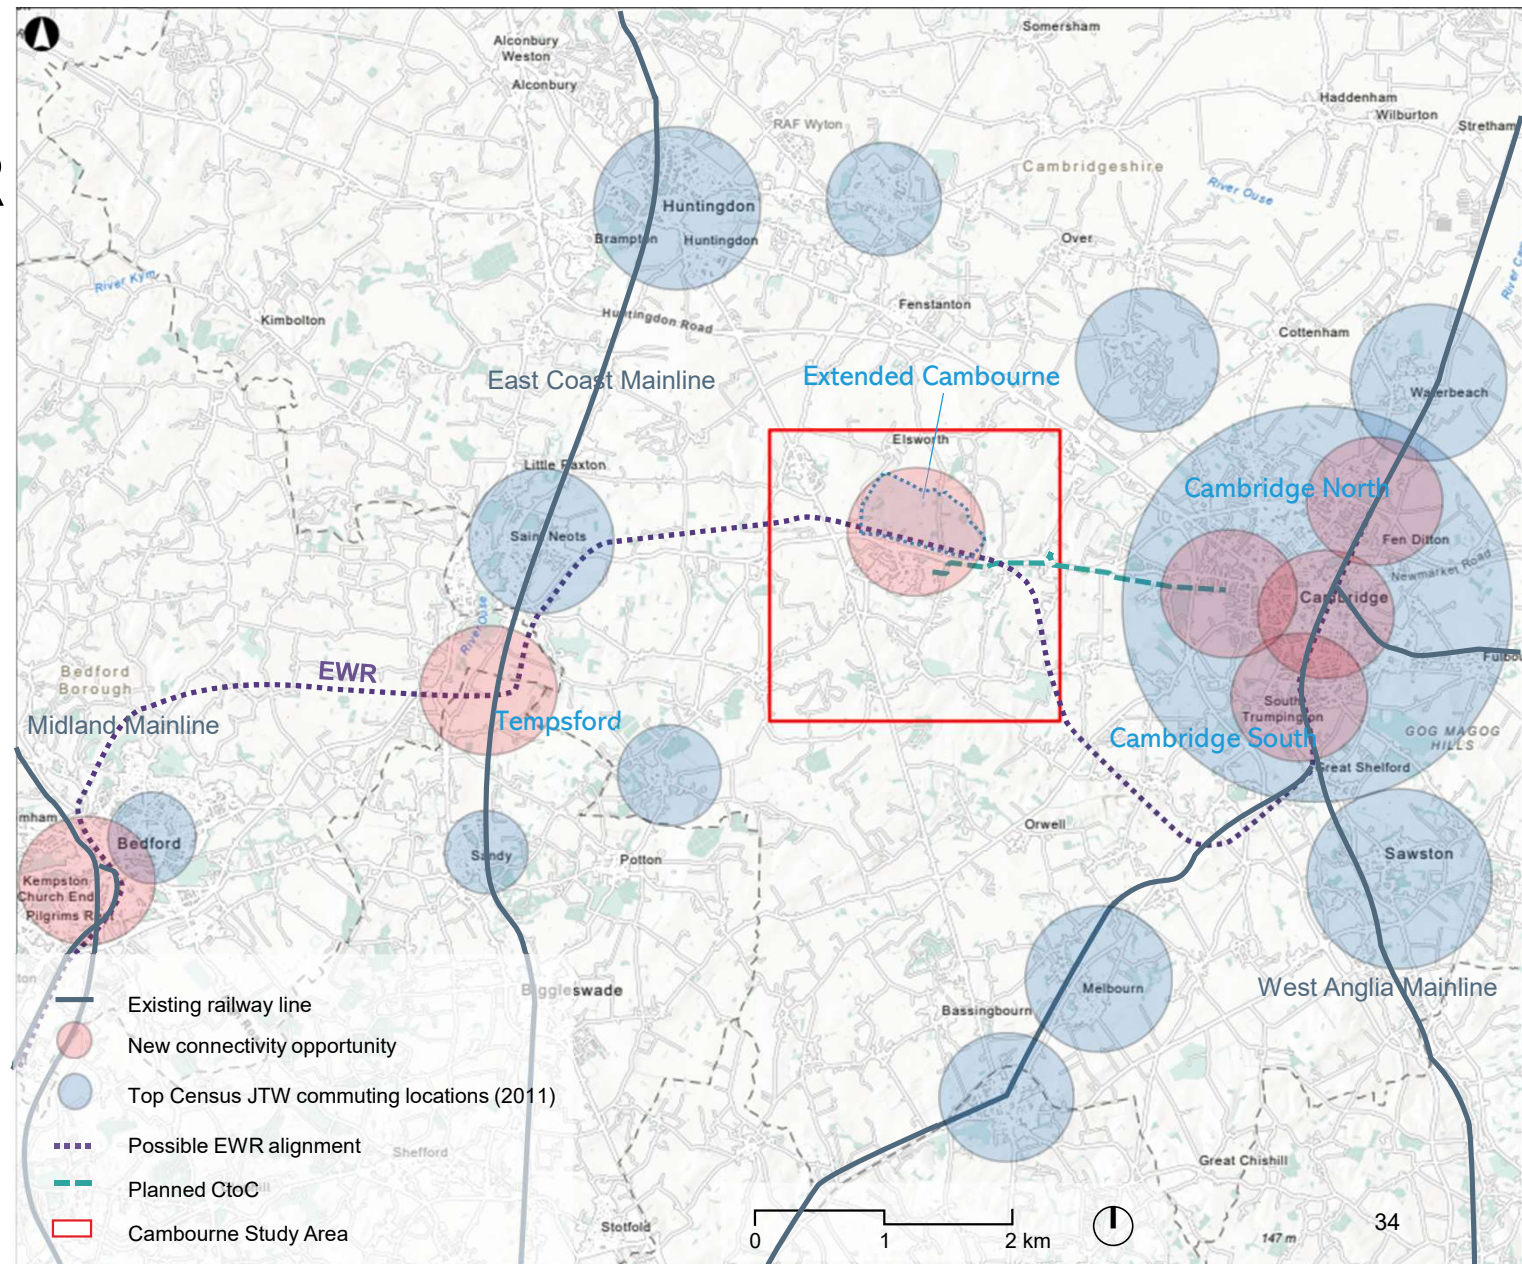 R
Somersham
Alconbury
Weston
Alconbury
Haddenham
Wilburton
Stretham
RAF Wyton
Cambridgeshire
River Ouse
Huntingdon
Brampton
Huntingdon
Over
River Kym
Fenstanton
Kimbolton
Huntingdon Road
Cottenham
East Coast Mainline
Extended Cambourne
Waterbeach
Elsworth
Little Paxton
Cambridge North
Saint Neots
Fen Ditton
Newmarket Road
Cambridge
River Ouse
Bedford
Borough
EWR
South
Trumpington
Tempsford
Midland Mainline
Cambridge South
GOG MAGOG
HILLS
Great Shelford
Orwell
Bedford
Sandy
Potton
Sawston
Kempston
Church End
Melbourn
West Anglia Mainline
Bassingbourn
Biggleswade
Existing railway line
New connectivity opportunity
Top Census JTW commuting locations (2011)
Possible EWR alignment
Shefford
Great Chishill
Planned CtoC
Stotfold
Cambourne Study Area
0 1 2 km
147 m
34